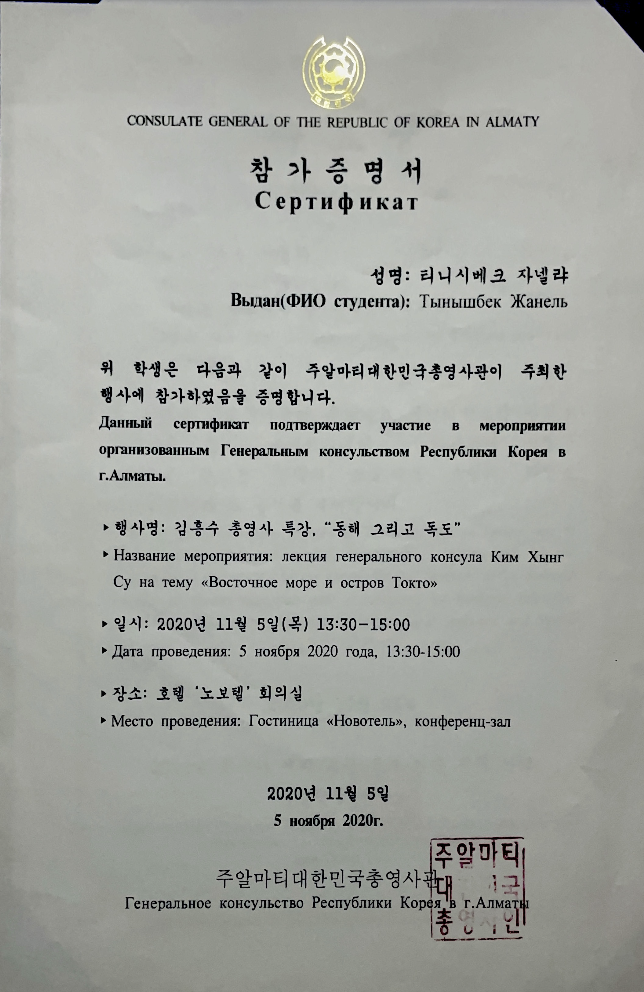 CONSULATE GENERAL OF THE REPUBLIC OF KOREA IN ALMATY
참가증명서
Сертификат
성명: 티니시베크 자넬랴
Выдан(ФИО студента): Тынышбек Жанель
위 학생은 다음과 같이 주알마티대한민국총영사관이 주최한
행사에 참가하였음을 증명합니다.
Данный сертификат подтверждает участие в мероприятии
организованным Генеральным консульством Республики Корея в
г.Алматы.
▸ 행사명: 김흥수 총영사 특강, “동해 그리고 독도”
▸ Название мероприятия: лекция генерального консула Ким Хынг
Су на тему «Восточное море и остров Токто»
▸ 일시: 2020년 11월 5일(목) 13:30-15:00
▸ Дата проведения: 5 ноября 2020 года, 13:30-15:00
▸ 장소: 호텔 '노보텔' 회의실
▸ Место проведения: Гостиница «Новотель», конференц-зал
2020년 11월 5일
5 ноября 2020г.
주알마티대한민국총영사관
Генеральное консульство Республики Корея в г.Алматы
주알마티
대 국
총영사인